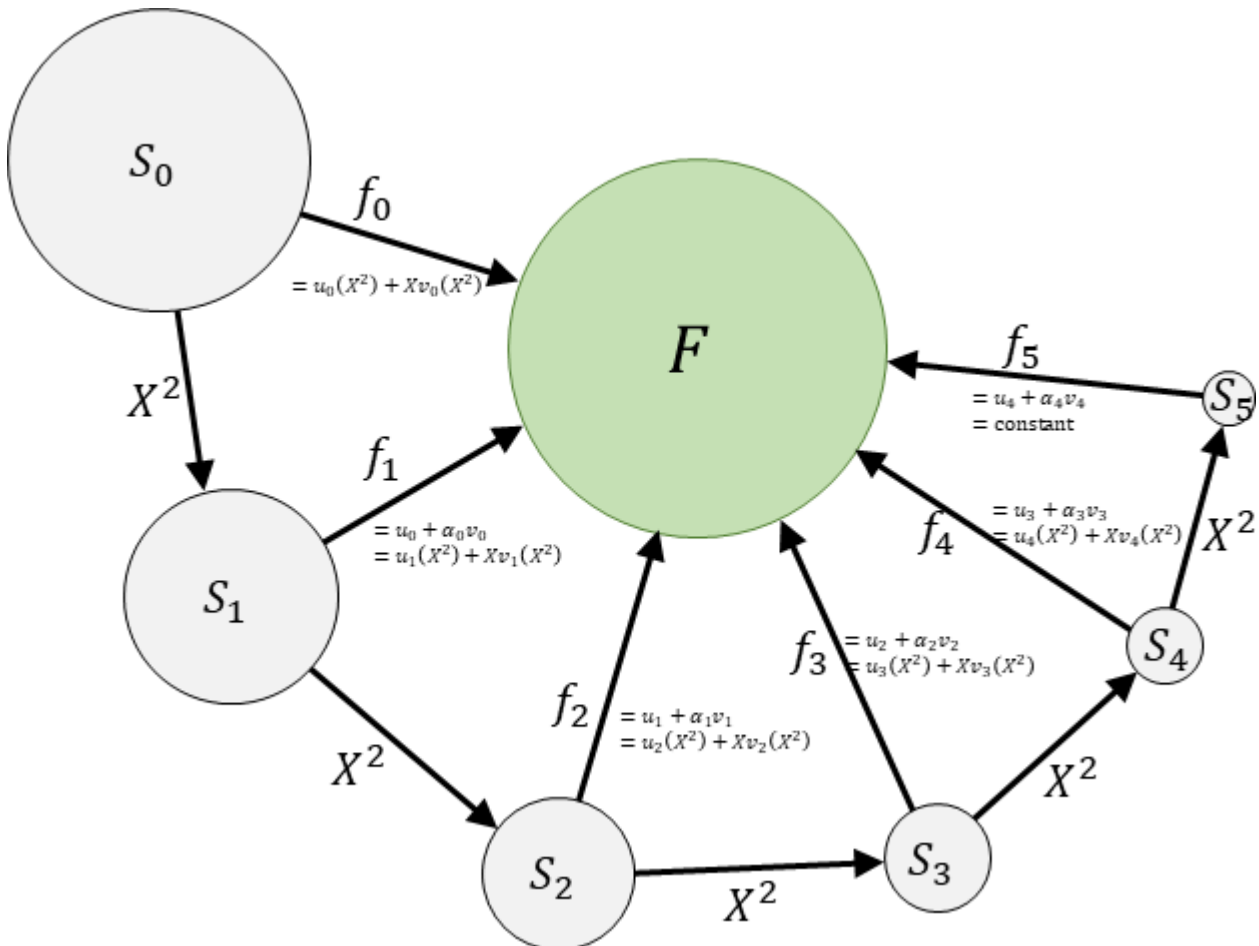 S₀
f₀
= u₀(X²) + Xv₀(X²)
F
X²
f₅
= u₄ + α₄v₄
= constant
S₅
f₁
= u₀ + α₀v₀
= u₁(X²) + Xv₁(X²)
f₄
= u₃ + α₃v₃
= u₄(X²) + Xv₄(X²)
X²
S₁
f₃
= u₂ + α₂v₂
= u₃(X²) + Xv₃(X²)
S₄
f₂
= u₁ + α₁v₁
= u₂(X²) + Xv₂(X²)
X²
X²
S₂
S₃
X²